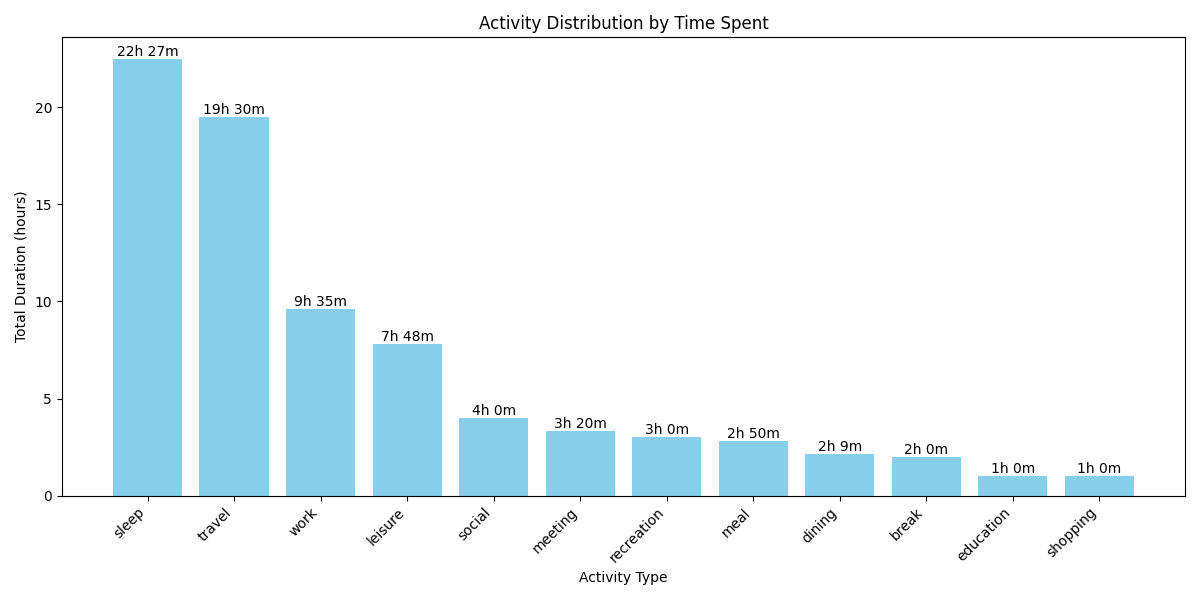 Activity Distribution by Time Spent
22h 27m
19h 30m
9h 35m
7h 48m
4h 0m
3h 20m
3h 0m
2h 50m
2h 9m
2h 0m
1h 0m
1h 0m
Total Duration (hours)
20
15
10
5
0
sleep
travel
work
leisure
social
meeting
recreation
meal
dining
break
education
shopping
Activity Type